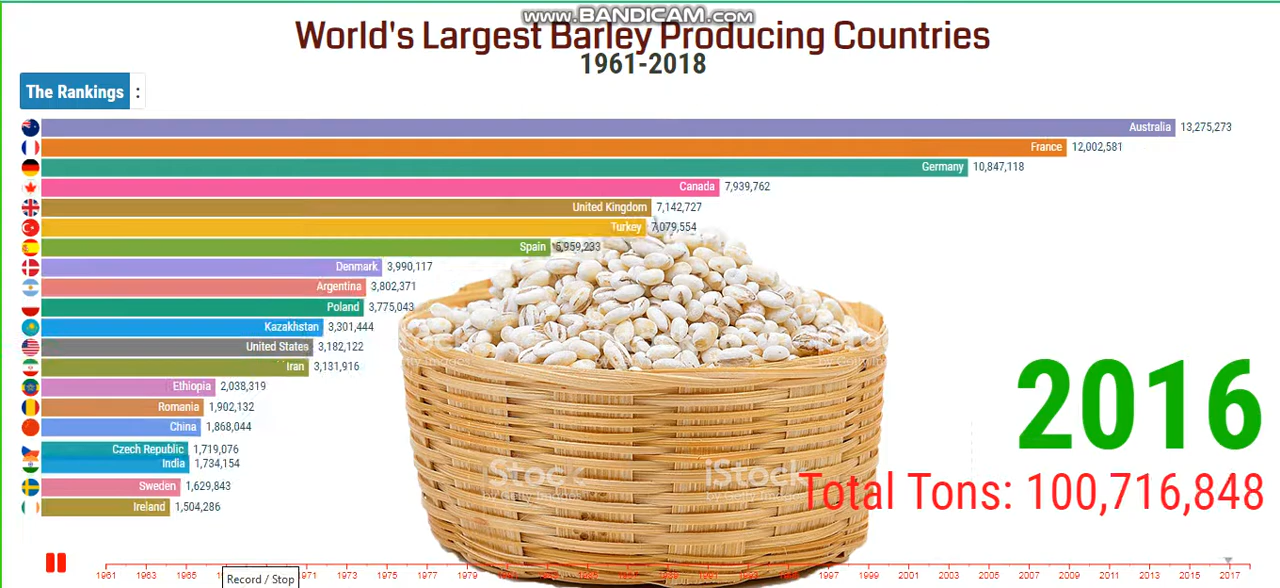 www.BANDICAM.com
World's Largest Barley Producing Countries
1961-2018
The Rankings :
Australia 13,275,273
France 12,002,581
Germany 10,847,118
Canada 7,939,762
United Kingdom 7,142,727
Turkey 7,079,554
Spain 5,959,233
Denmark 3,990,117
Argentina 3,802,371
Poland 3,775,043
Kazakhstan 3,301,444
United States 3,182,122
Iran 3,131,916
Ethiopia 2,038,319
Romania 1,902,132
China 1,868,044
Czech Republic 1,719,076
India 1,734,154
Sweden 1,629,843
Ireland 1,504,286
2016
Total Tons: 100,716,848
iStock iStock
by Getty Images
1961 1963 1965 1971 1973 1975 1977 1979 1997 1999 2001 2003 2005 2007 2009 2011 2013 2015 2017
Record / Stop